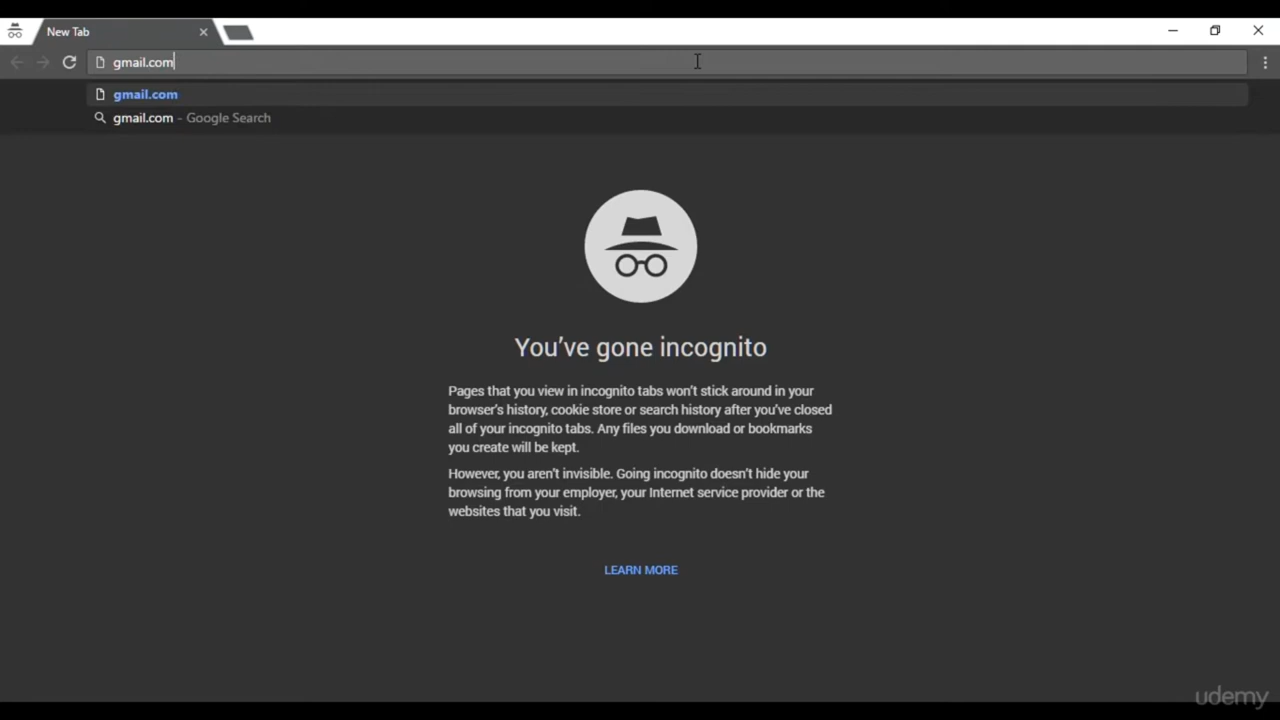 New Tab
gmail.com
gmail.com
gmail.com - Google Search
You've gone incognito
Pages that you view in incognito tabs won't stick around in your
browser's history, cookie store or search history after you've closed
all of your incognito tabs. Any files you download or bookmarks
you create will be kept.
However, you aren't invisible. Going incognito doesn't hide your
browsing from your employer, your Internet service provider or the
websites that you visit.
LEARN MORE
udemy